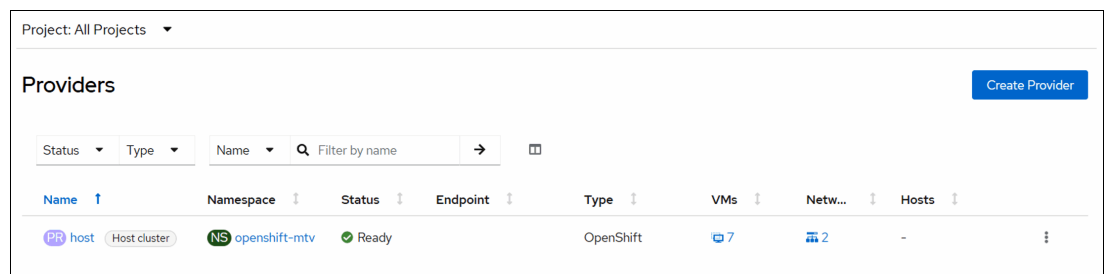 Project: All Projects
Providers
Create Provider
Status Type Name Filter by name
Name Namespace Status Endpoint Type VMs Netw... Hosts
PR host Host cluster NS openshift-mtv Ready OpenShift 7 2 -